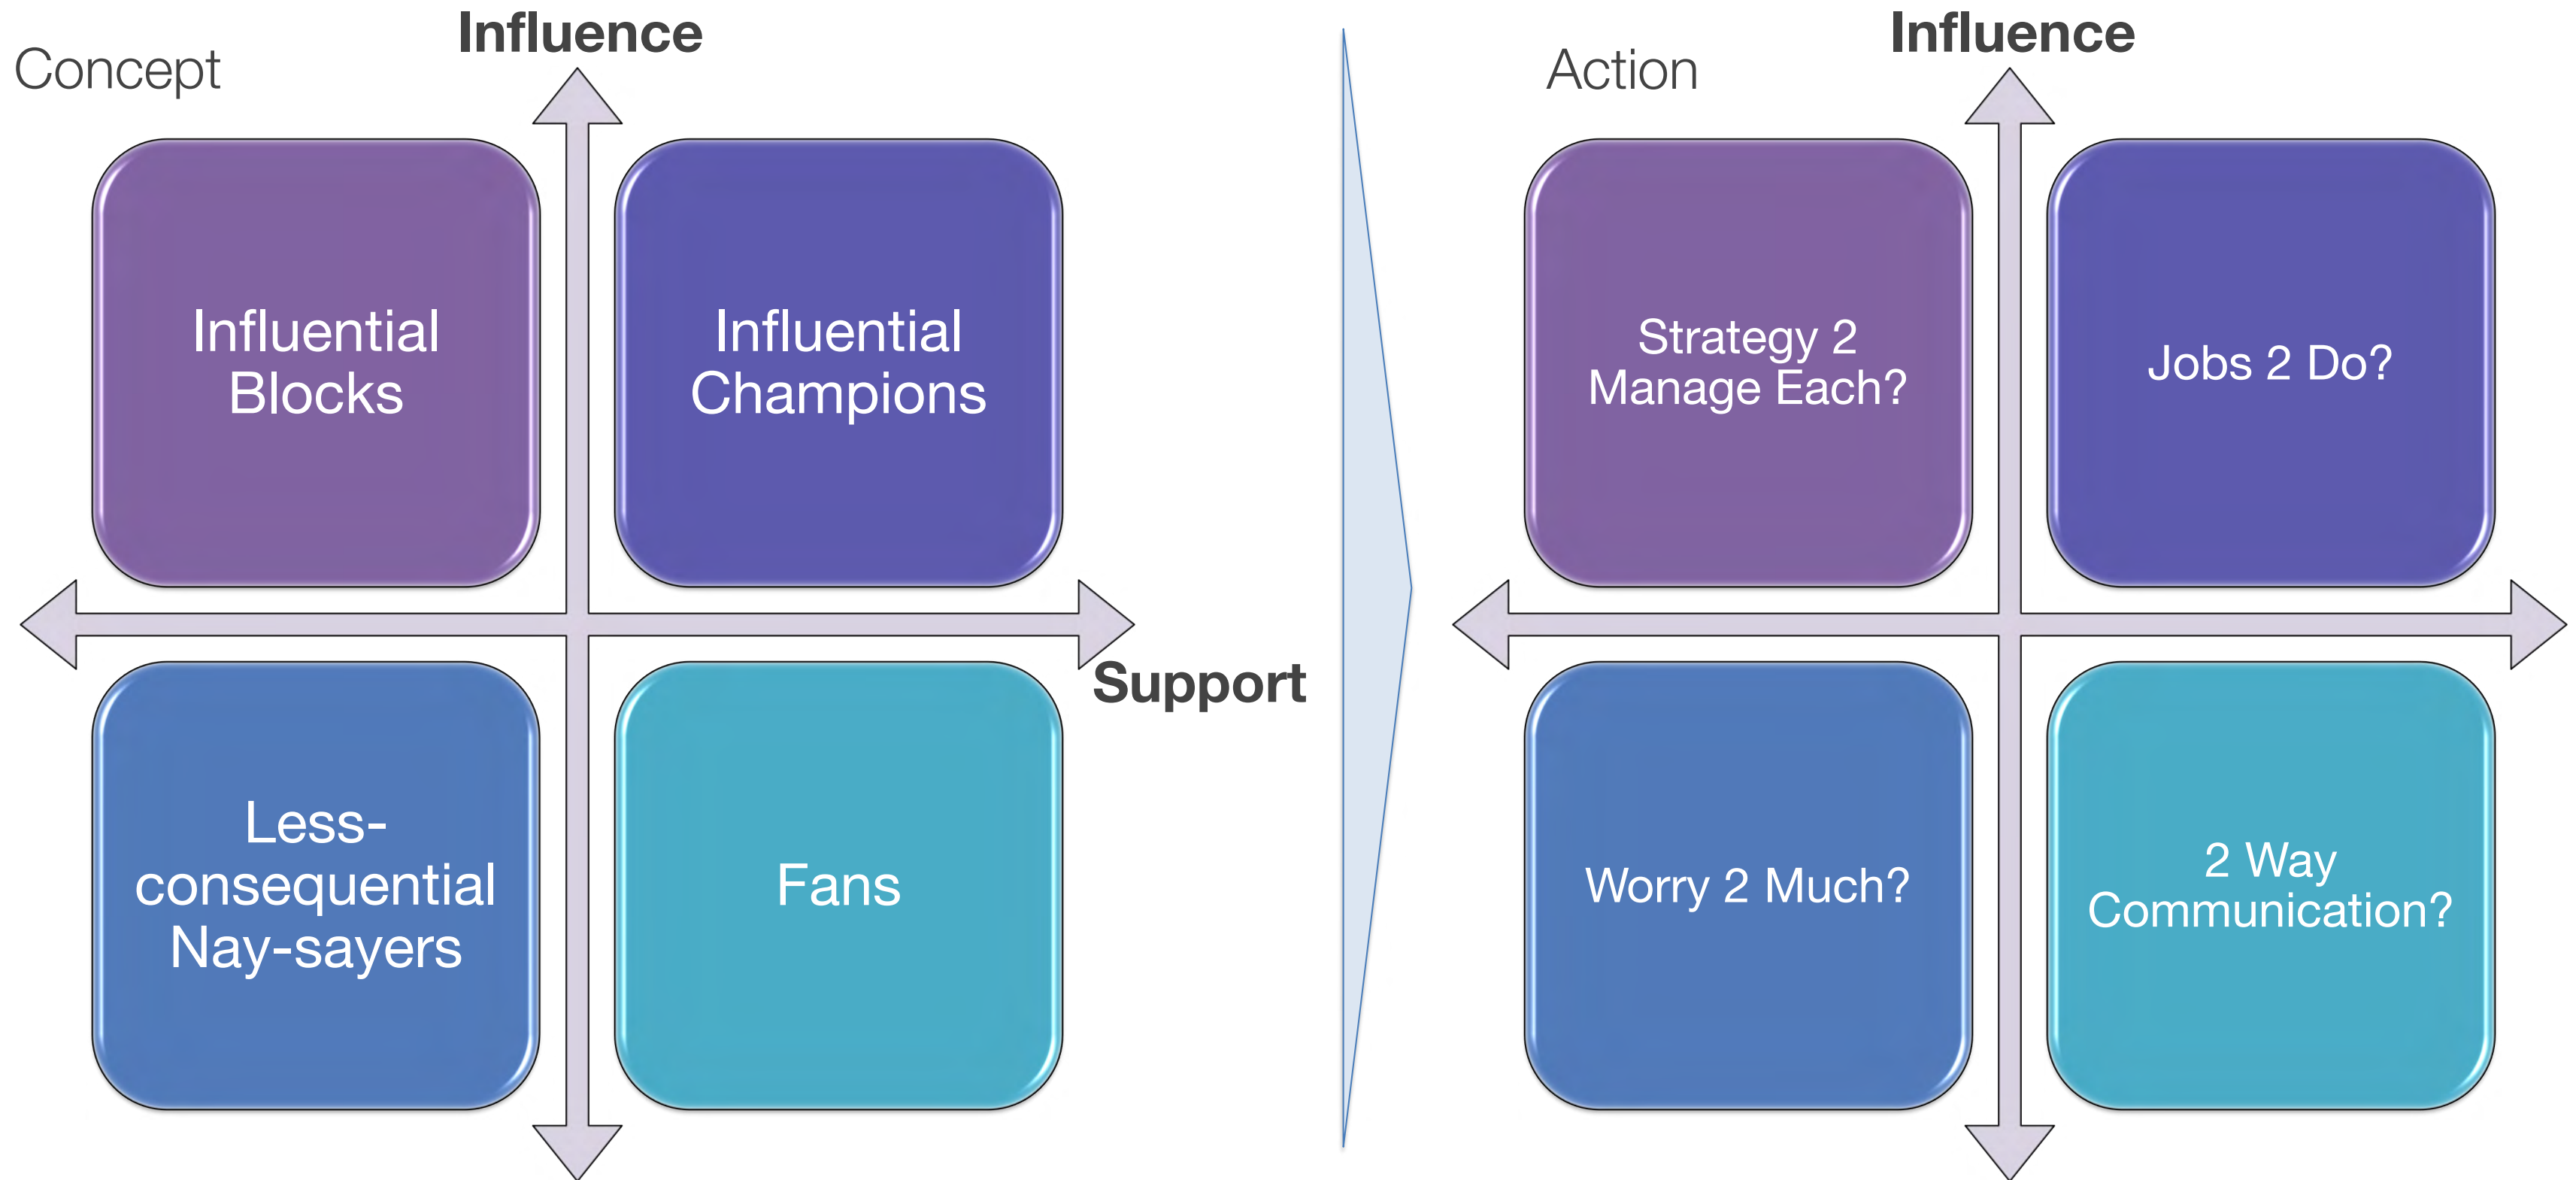 Concept
Influence
Influential
Blocks
Influential
Champions
Support
Less-
consequential
Nay-sayers
Fans
Action
Influence
Strategy 2
Manage Each?
Jobs 2 Do?
Worry 2 Much?
2 Way
Communication?